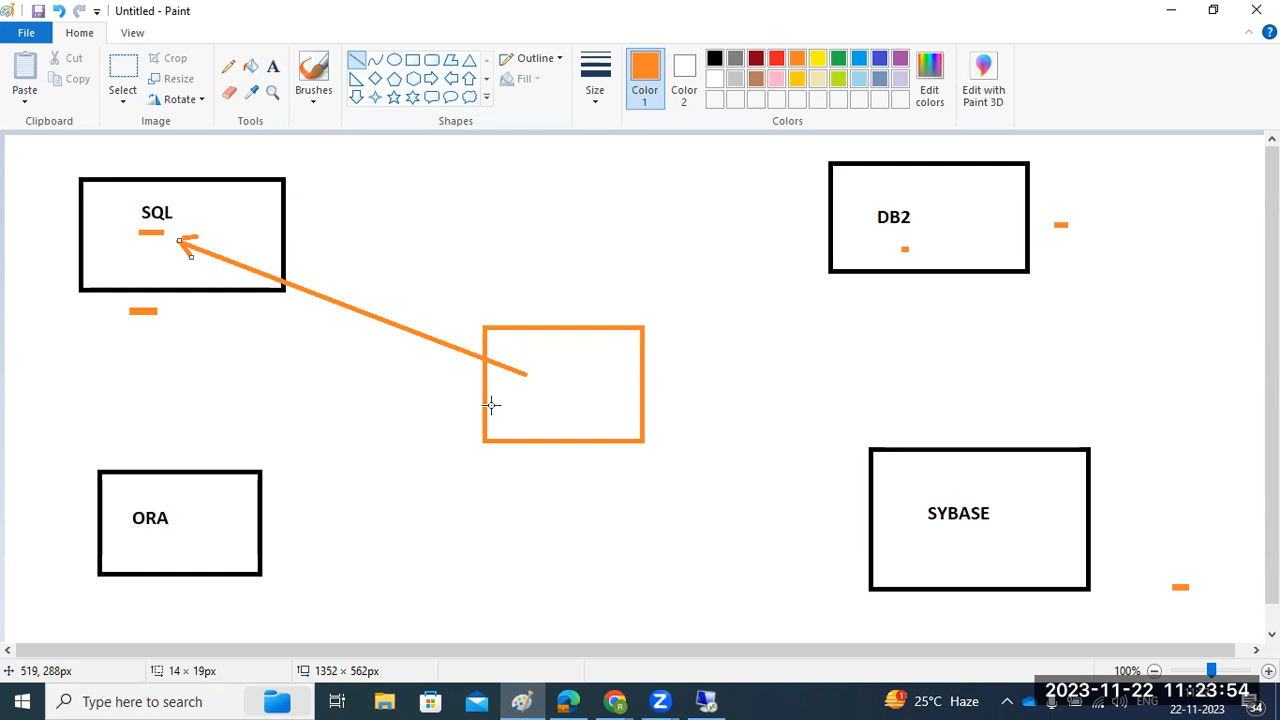 Untitled - Paint
File
Home
View
Paste
Cut
Copy
Clipboard
Select
Crop
Resize
Rotate
Image
A
Tools
Brushes
Outline
Fill
Shapes
Size
Color
1
Color
2
Edit
colors
Colors
Edit with
Paint 3D
SQL
DB2
ORA
SYBASE
519, 288px
14 × 19px
1352 × 562px
100%
Type here to search
1
25°C Haze
ENG
2023-11-22 11:23:54
22-11-2023
34